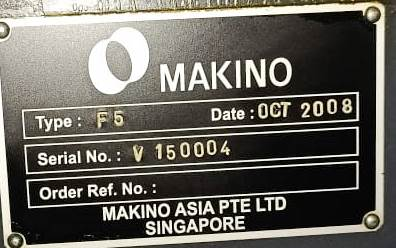 MAKINO
Type : F5 Date : OCT 2008
Serial No. : V 150004
Order Ref. No. :
MAKINO ASIA PTE LTD
SINGAPORE